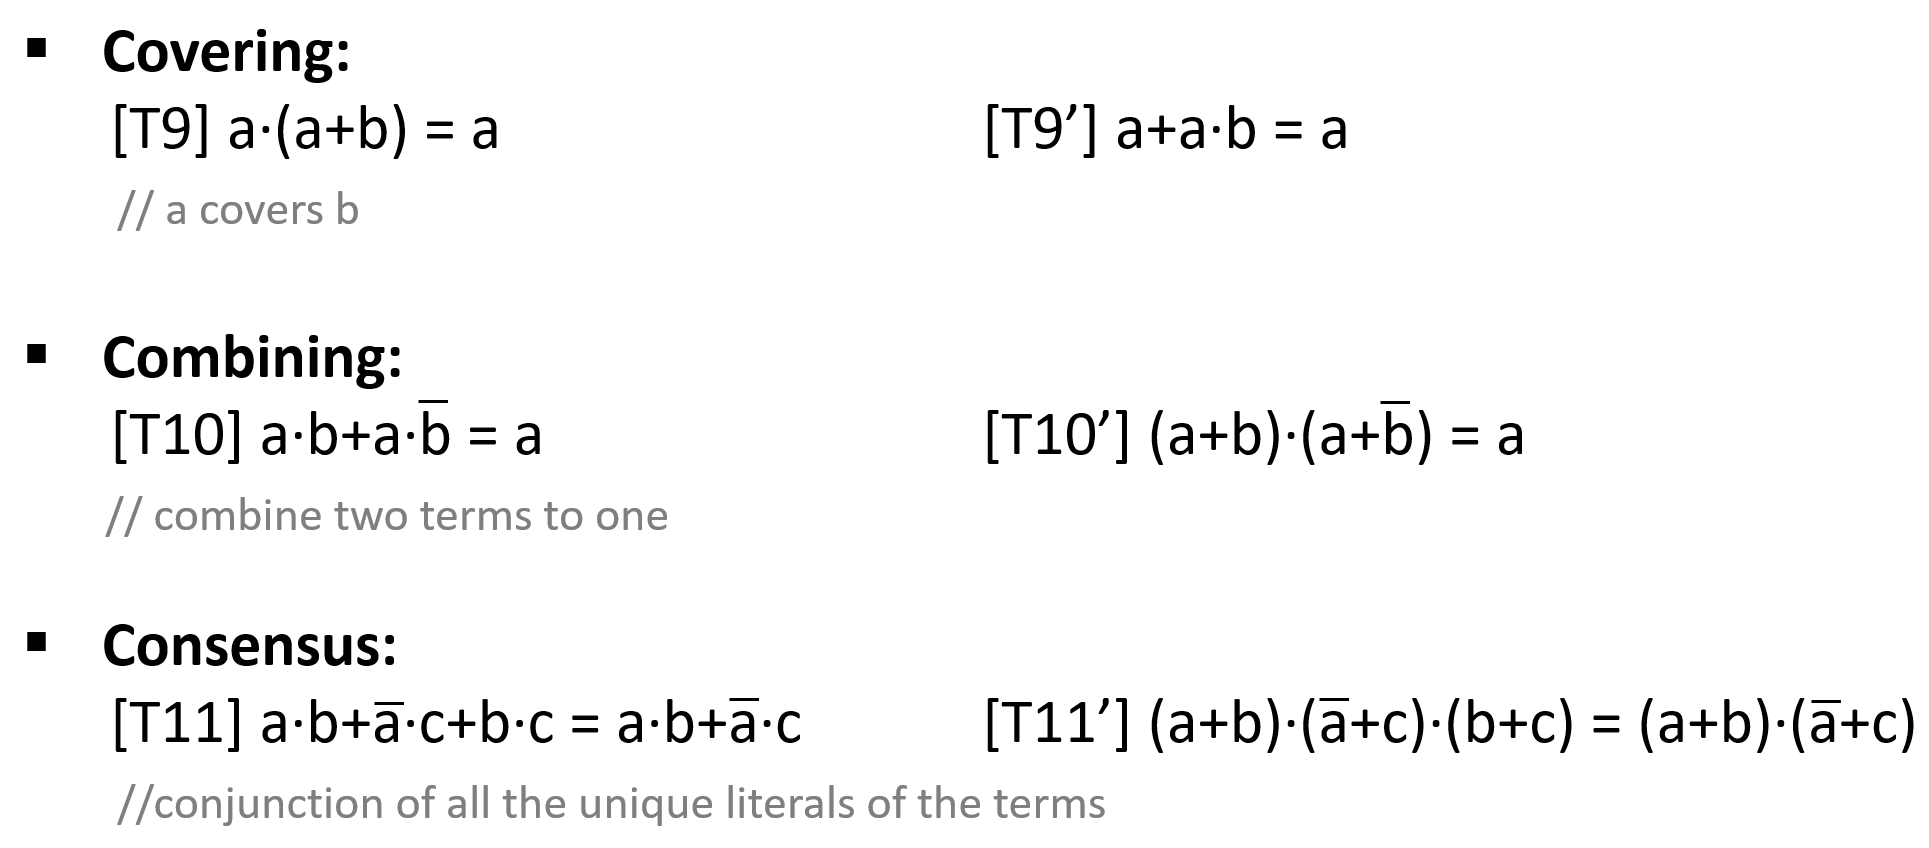 ▪ Covering:
[T9] a·(a+b) = a [T9’] a+a·b = a
// a covers b
▪ Combining:
[T10] a·b+a·b̅ = a [T10’] (a+b)·(a+b̅) = a
// combine two terms to one
▪ Consensus:
[T11] a·b+a̅·c+b·c = a·b+a̅·c [T11’] (a+b)·(a̅+c)·(b+c) = (a+b)·(a̅+c)
//conjunction of all the unique literals of the terms